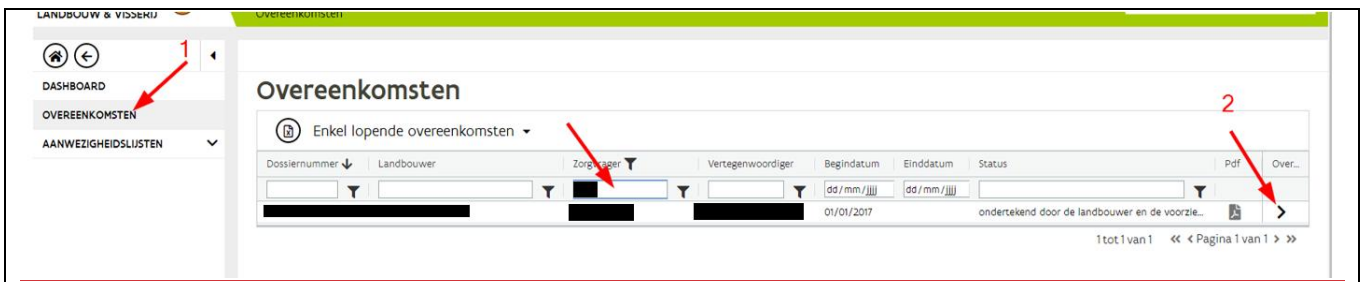 LANDBOUW & VISSERIJ
Overeenkomsten
1
DASHBOARD
OVEREENKOMSTEN
AANWEZIGHEIDSLIJSTEN
Overeenkomsten
2
Enkel lopende overeenkomsten
Dossiernummer Landbouwer Vertegenwoordiger Begindatum Einddatum Status Pdf Over...
dd/mm/jjjj dd/mm/jjjj
01/01/2017 ondertekend door de landbouwer en de voorzie...
1 tot 1 van 1 « < Pagina 1 van 1 > »